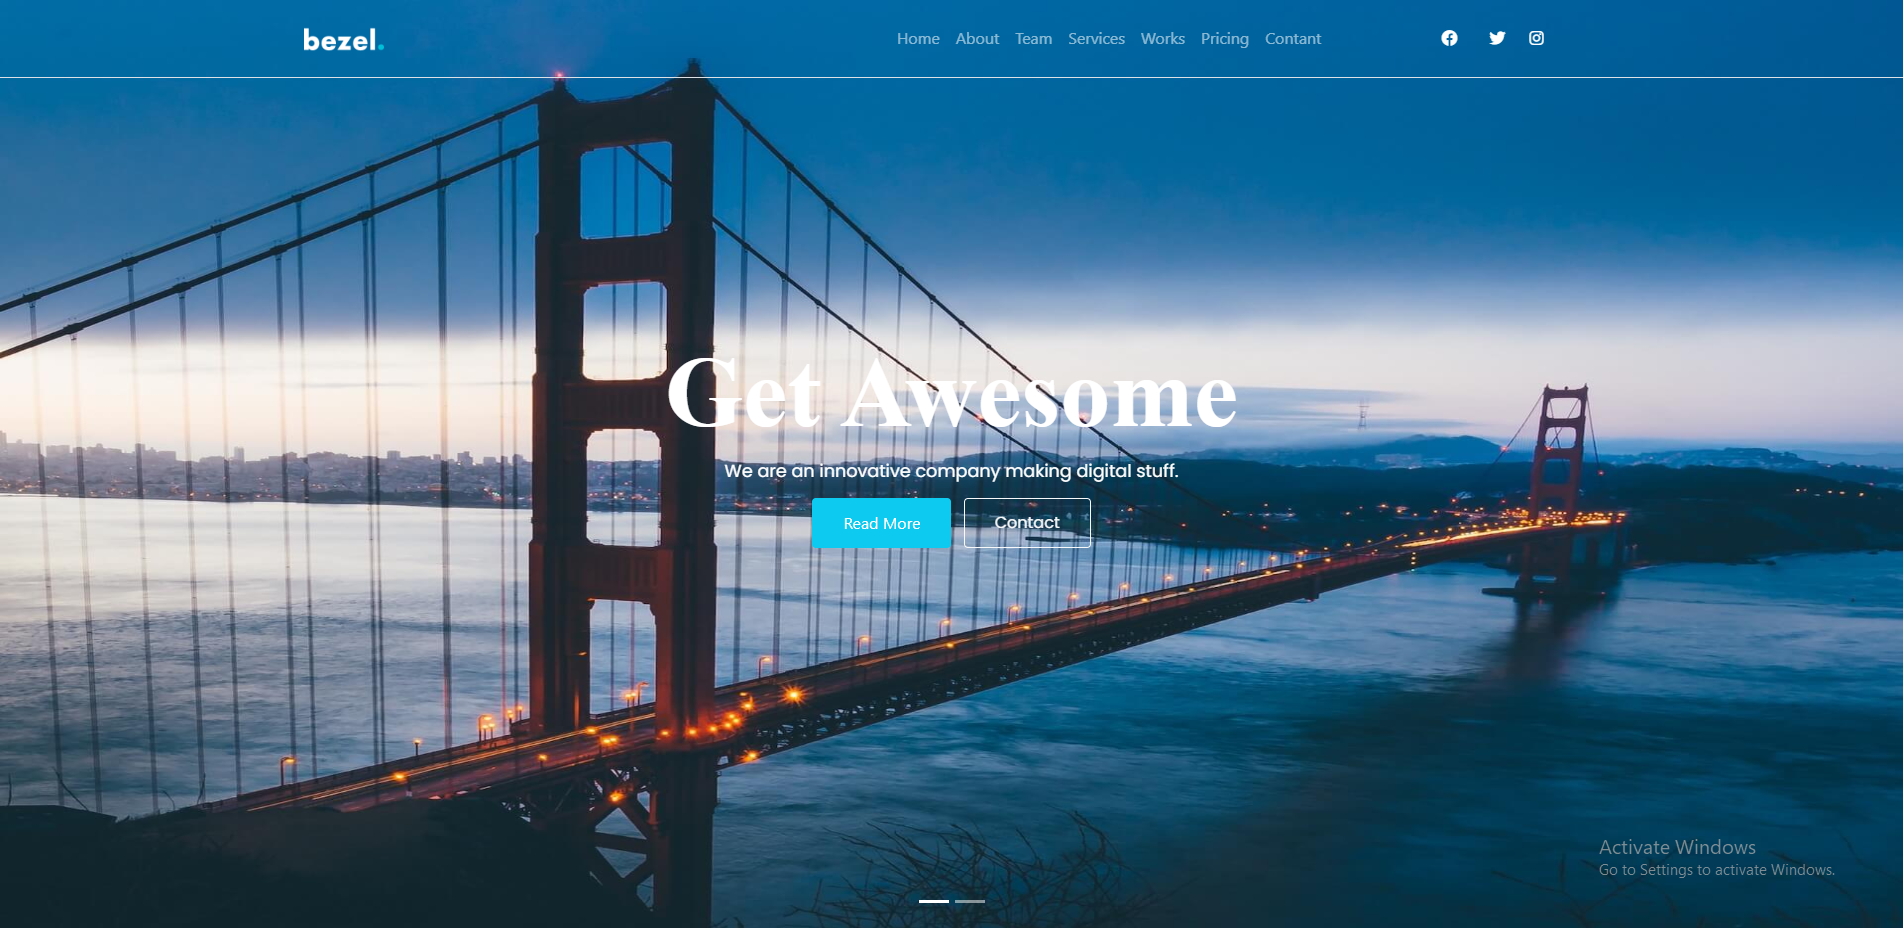 bezel.
Home About Team Services Works Pricing Contant
Get Awesome
We are an innovative company making digital stuff.
Read More Contact
Activate Windows
Go to Settings to activate Windows.